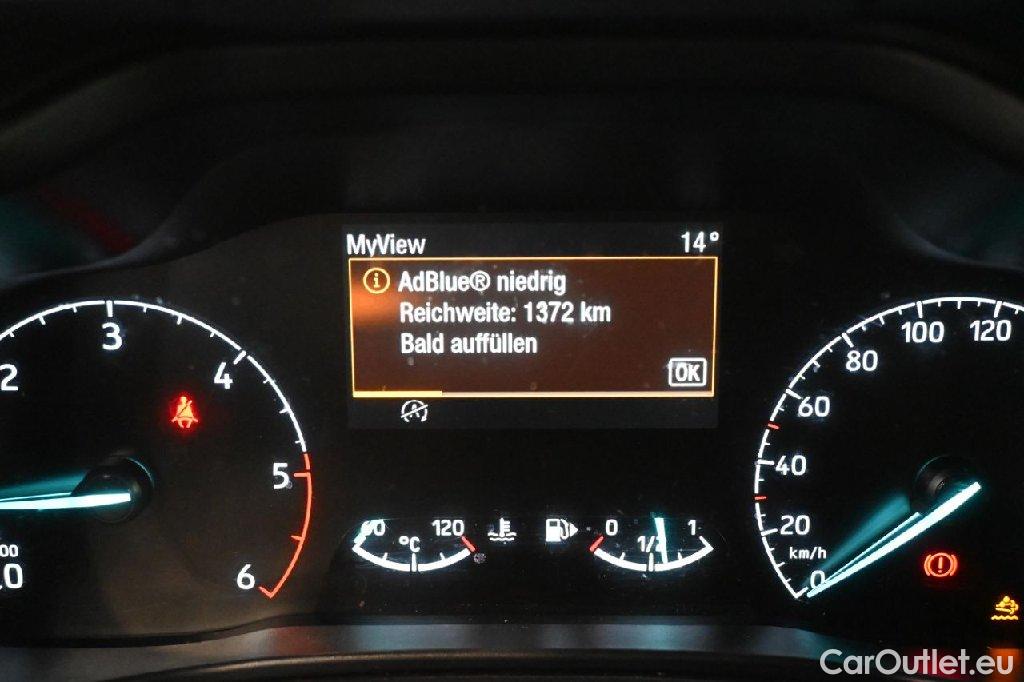 MyView 14°
AdBlue® niedrig
Reichweite: 1372 km
Bald auffüllen
OK
2 3 4 5 6
60 120 °C
0 1/2 1
0 20 40 60 80 100 120
km/h
CarOutlet.eu